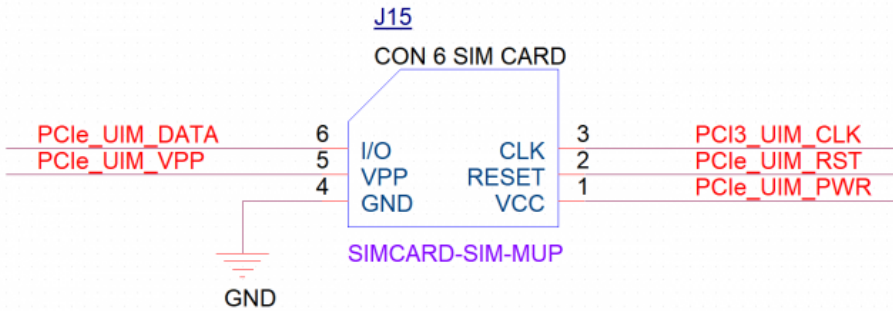 J15
CON 6 SIM CARD
PCIe_UIM_DATA 6 I/O CLK 3 PCI3_UIM_CLK
PCIe_UIM_VPP 5 VPP RESET 2 PCIe_UIM_RST
4 GND VCC 1 PCIe_UIM_PWR
SIMCARD-SIM-MUP
GND